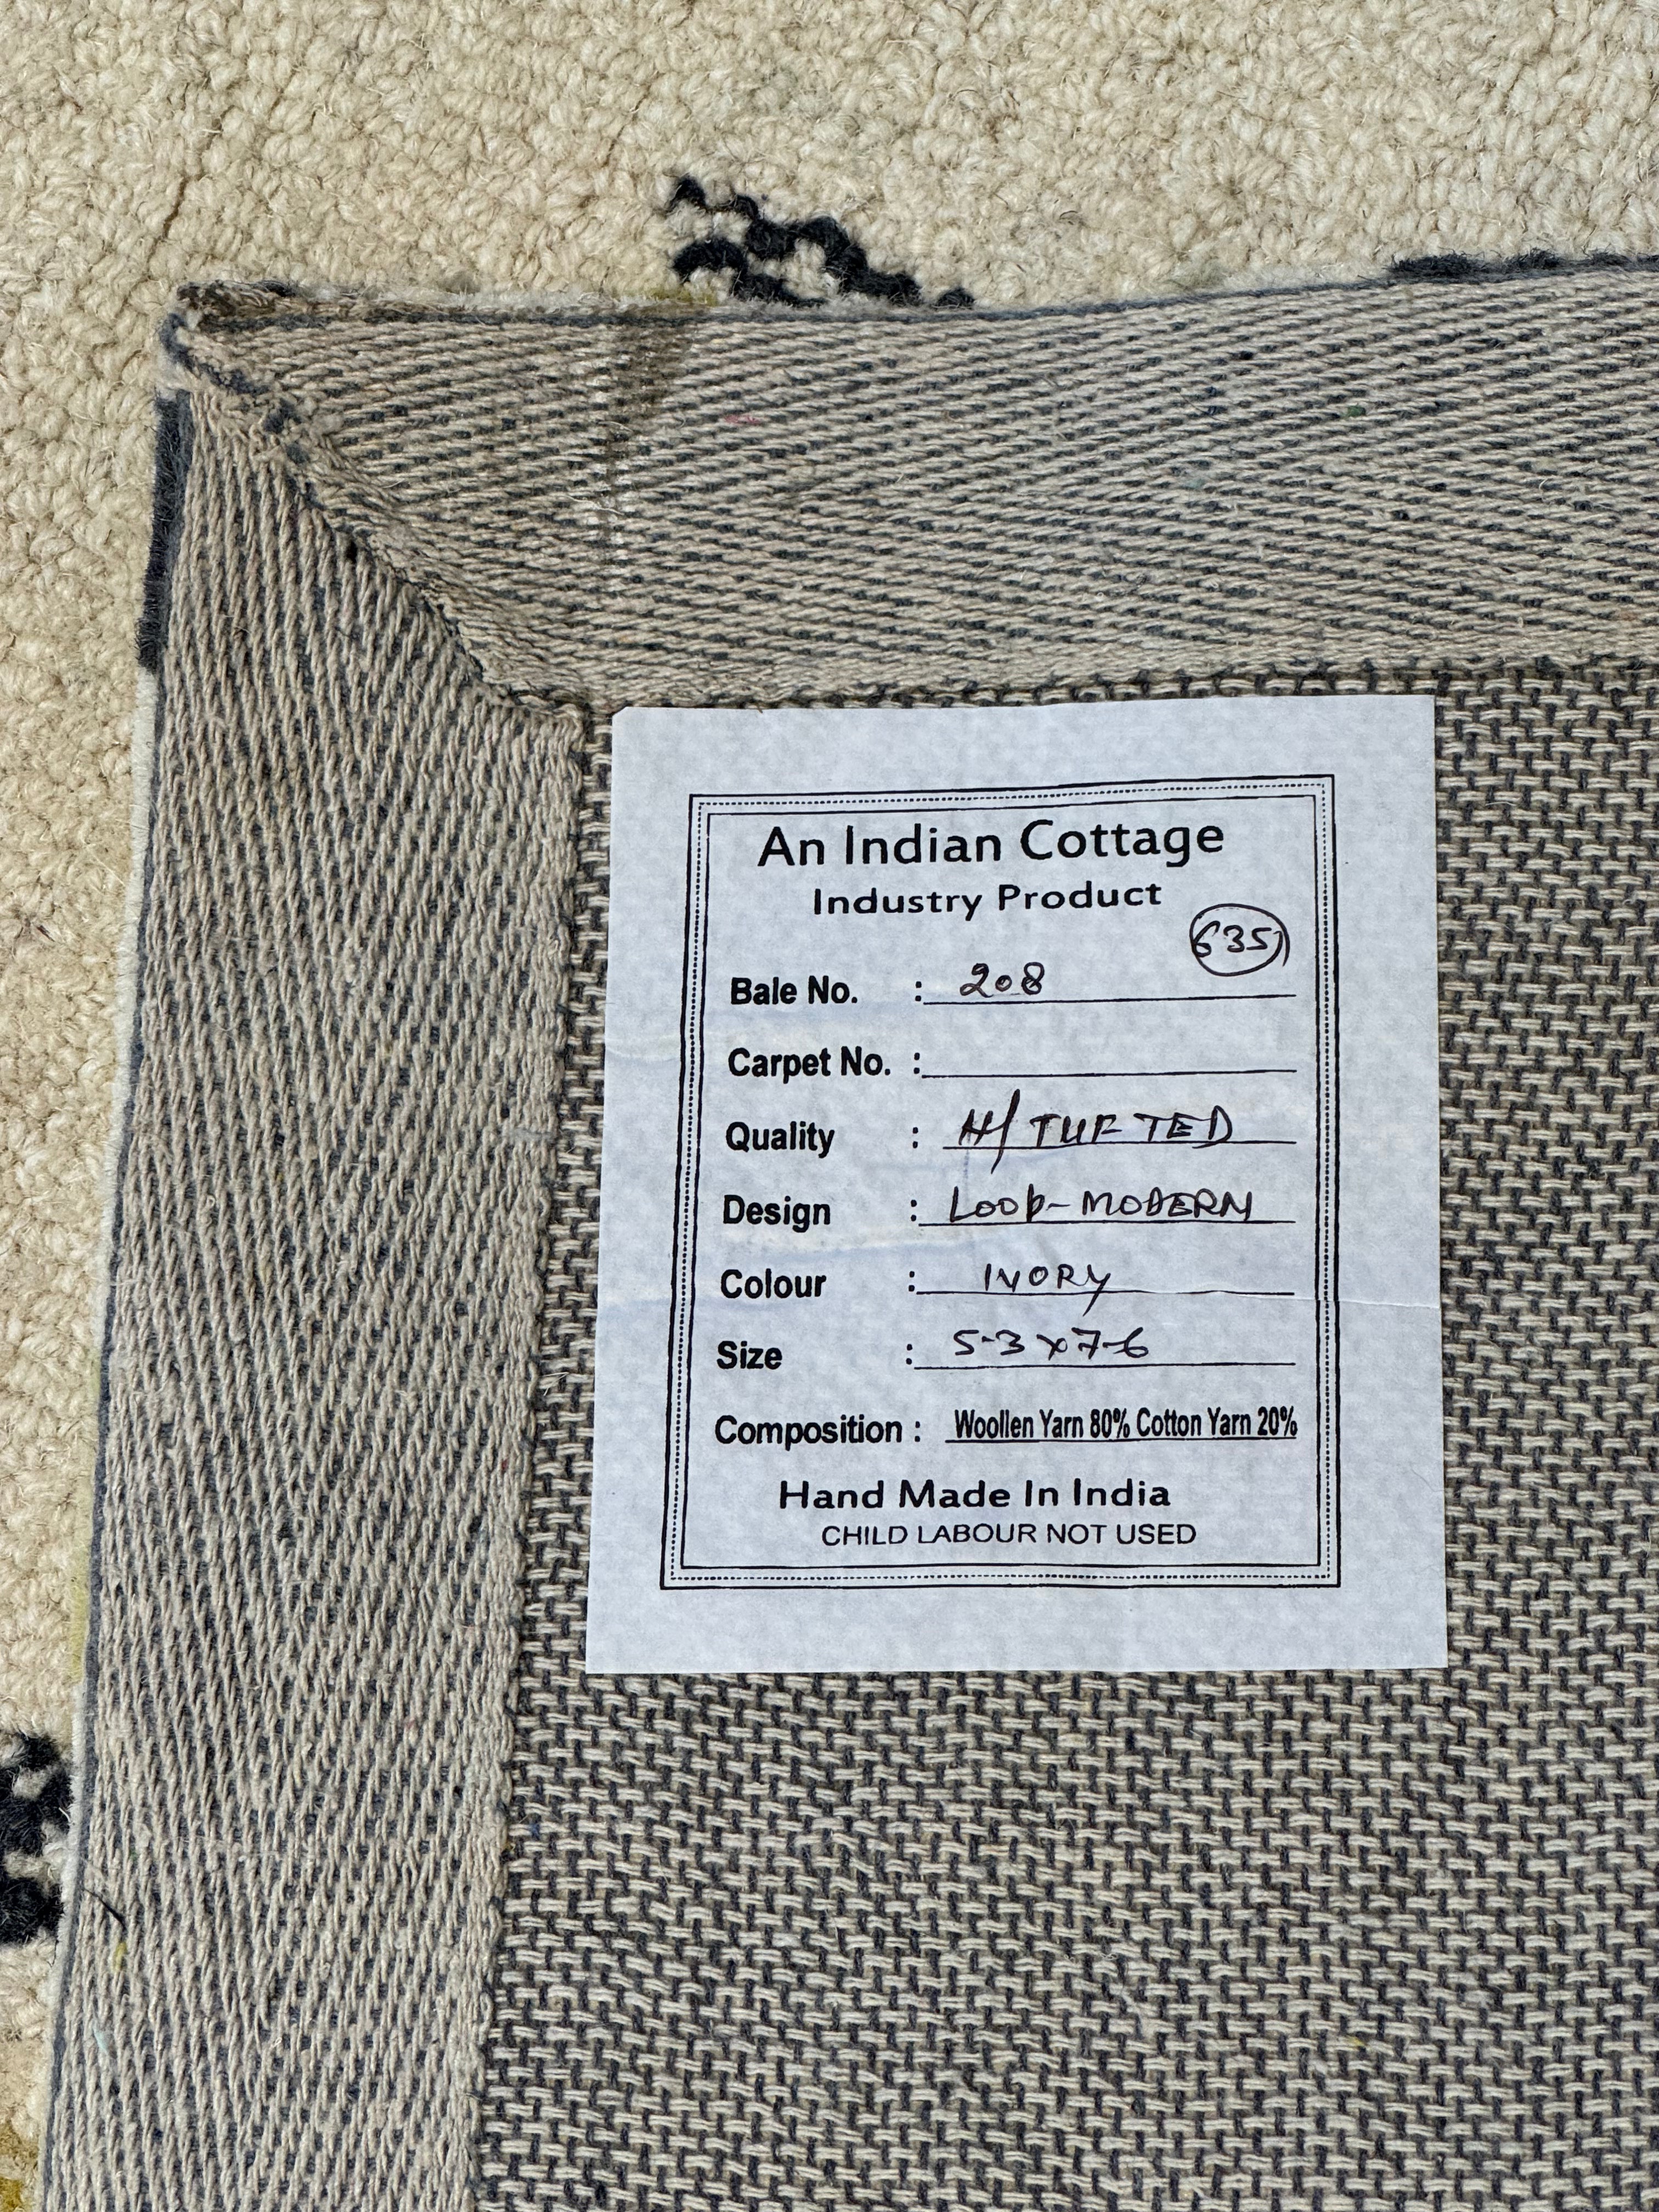 An Indian Cottage
Industry Product
635
Bale No. : 208
Carpet No. :
Quality : H/TUFTED
Design : LOOP-MODERN
Colour : IVORY
Size : 5-3x7-6
Composition : Woollen Yarn 80% Cotton Yarn 20%
Hand Made In India
CHILD LABOUR NOT USED